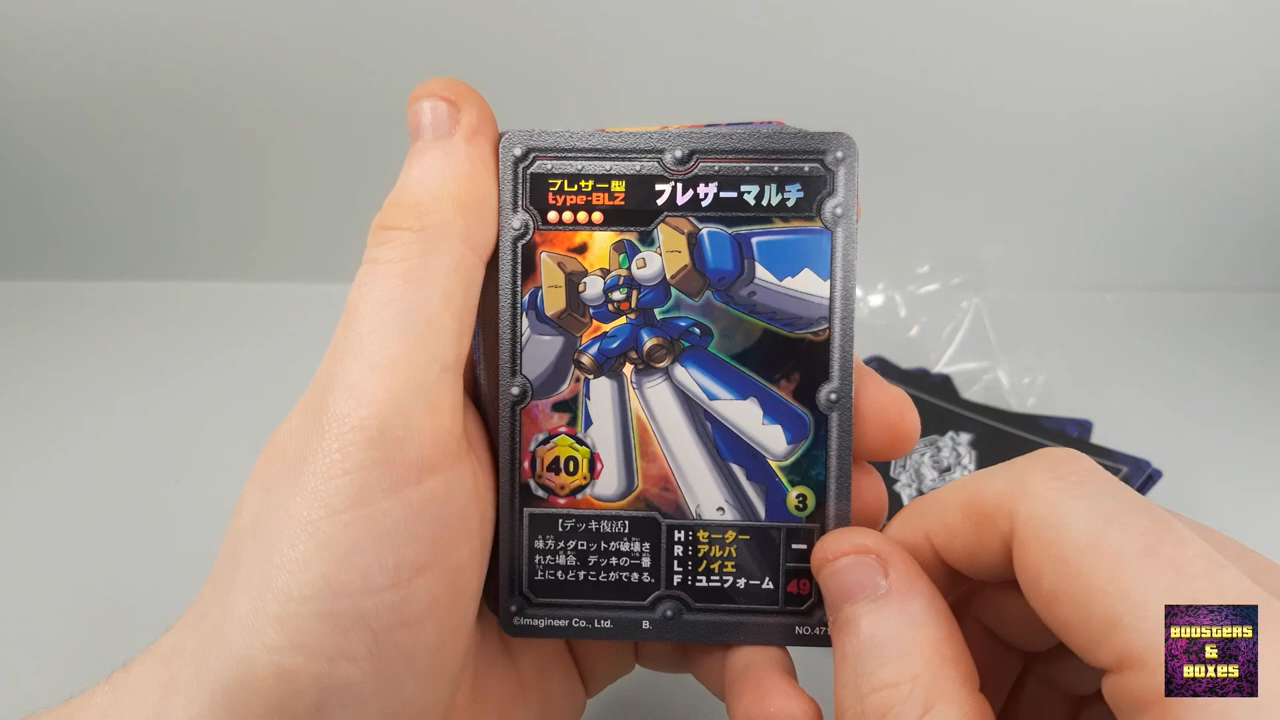 ブレザー型
type-BLZ
ブレザーマルチ
40
3
【デッキ復活】
味方メダロットが破壊さ
れた場合、デッキの一番
上にもどすことができる。
H：セーター
R：アルバ
L：ノイエ
F：ユニフォーム
ー
49
©Imagineer Co., Ltd.
B.
NO.471
BOOSTERS
&
BOXES